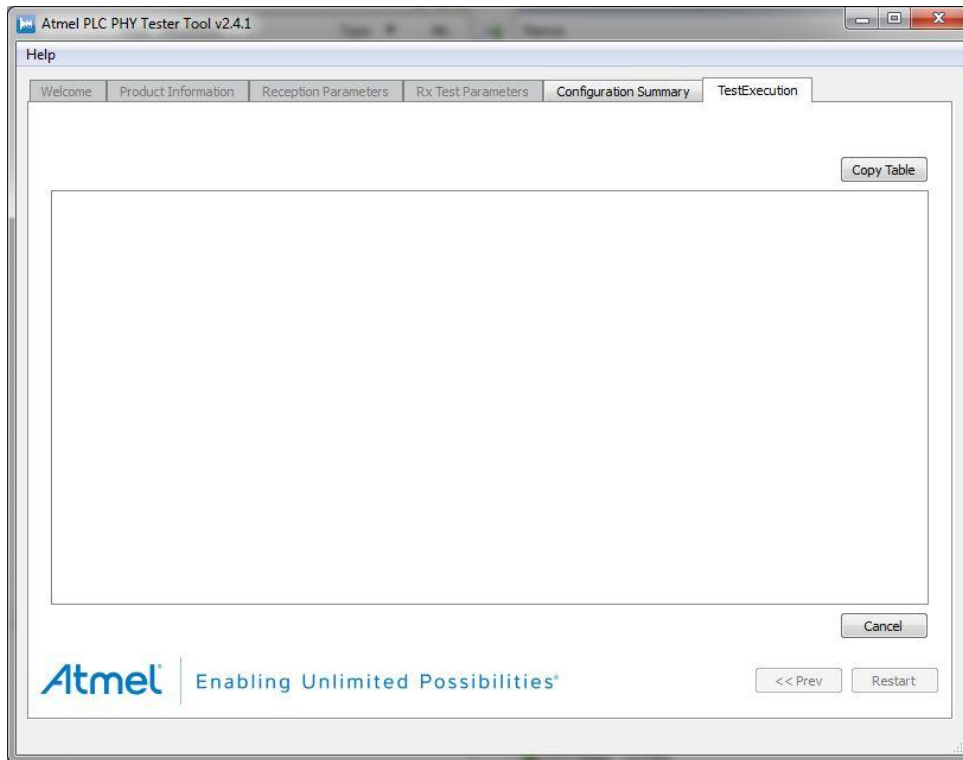 Atmel PLC PHY Tester Tool v2.4.1
Help
Welcome Product Information Reception Parameters Rx Test Parameters Configuration Summary TestExecution
Copy Table
Cancel
Atmel® Enabling Unlimited Possibilities® << Prev Restart